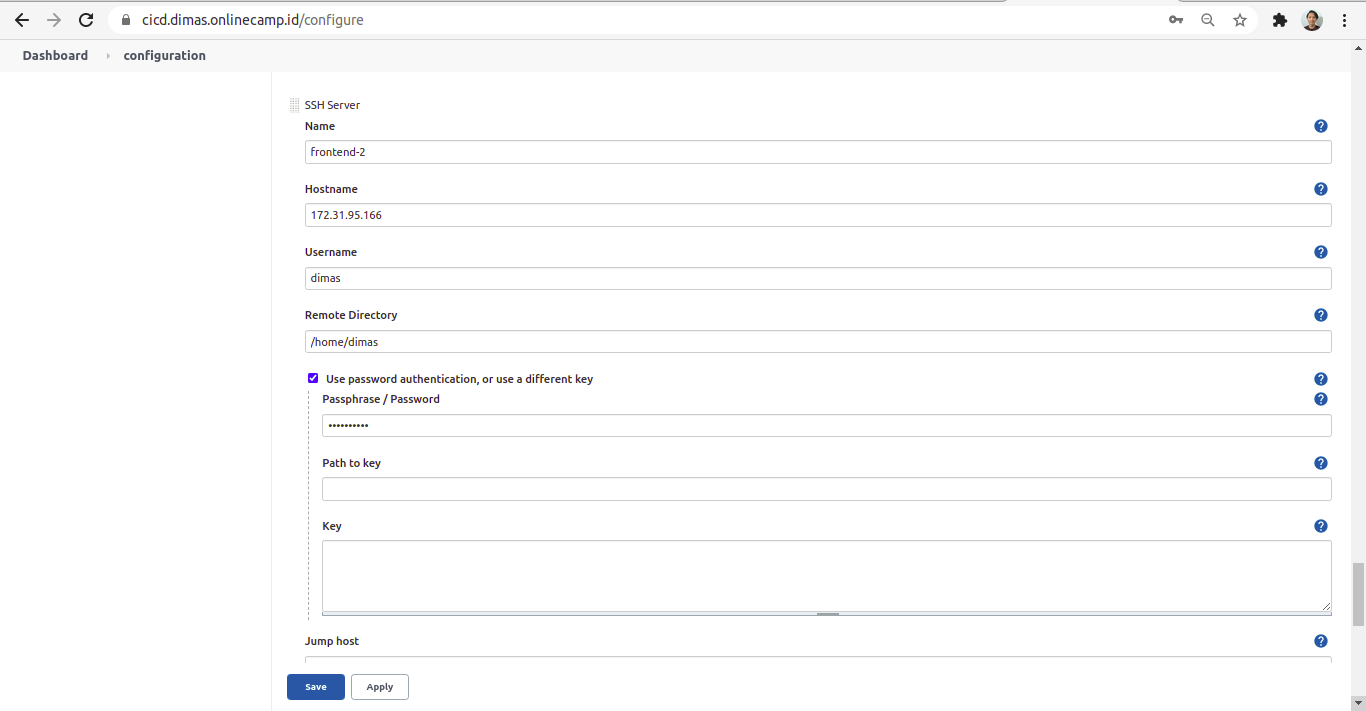 cicd.dimas.onlinecamp.id/configure
Dashboard configuration
SSH Server
Name
frontend-2
Hostname
172.31.95.166
Username
dimas
Remote Directory
/home/dimas
Use password authentication, or use a different key
Passphrase / Password
••••••••••
Path to key
Key
Jump host
Save Apply